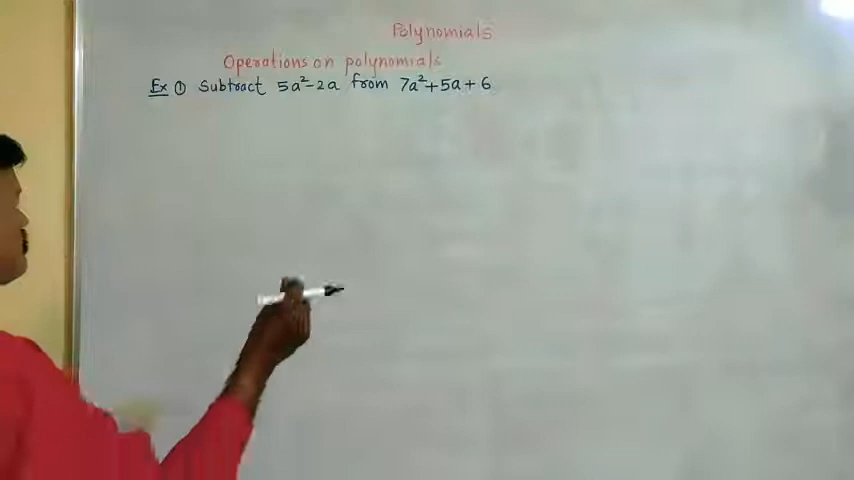 Polynomials
Operations on polynomials
Ex ① Subtract 5a²-2a from 7a²+5a+6